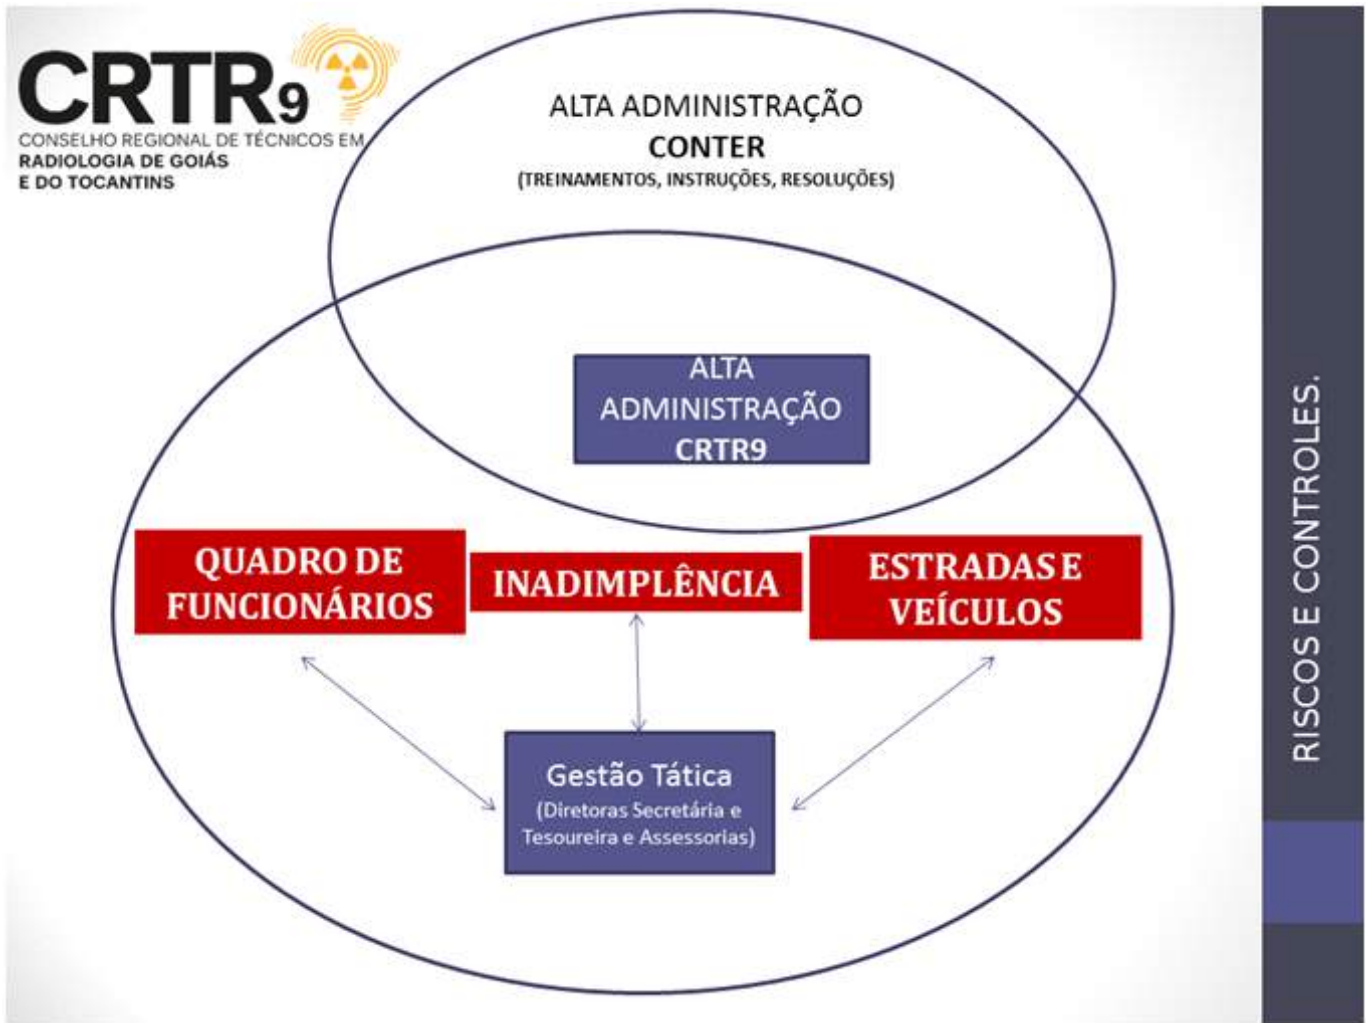 CRTR9
CONSELHO REGIONAL DE TÉCNICOS EM
RADIOLOGIA DE GOIÁS
E DO TOCANTINS
ALTA ADMINISTRAÇÃO
CONTER
(TREINAMENTOS, INSTRUÇÕES, RESOLUÇÕES)
ALTA
ADMINISTRAÇÃO
CRTR9
QUADRO DE
FUNCIONÁRIOS
INADIMPLÊNCIA
ESTRADAS E
VEÍCULOS
Gestão Tática
(Diretoras Secretária e
Tesoureira e Assessorias)
RISCOS E CONTROLES.